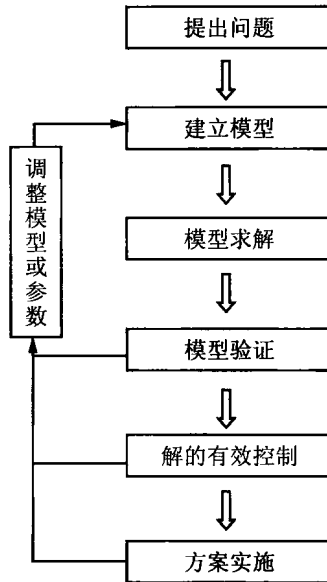 提出问题
建立模型
调整模型或参数
模型求解
模型验证
解的有效控制
方案实施